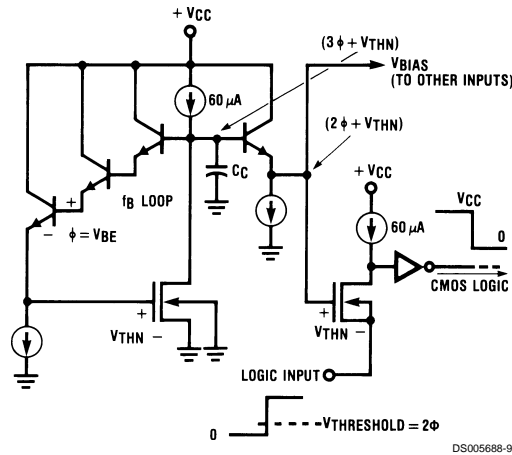 + VCC
(3ϕ + VTHN)
VBIAS
(TO OTHER INPUTS)
60 μA
(2ϕ + VTHN)
CC
+ VCC
fB LOOP
+
-
ϕ = VBE
60 μA
VCC
0
CMOS LOGIC
+
VTHN -
+
VTHN -
LOGIC INPUT
0
VTHRESHOLD = 2Φ
DS005688-9